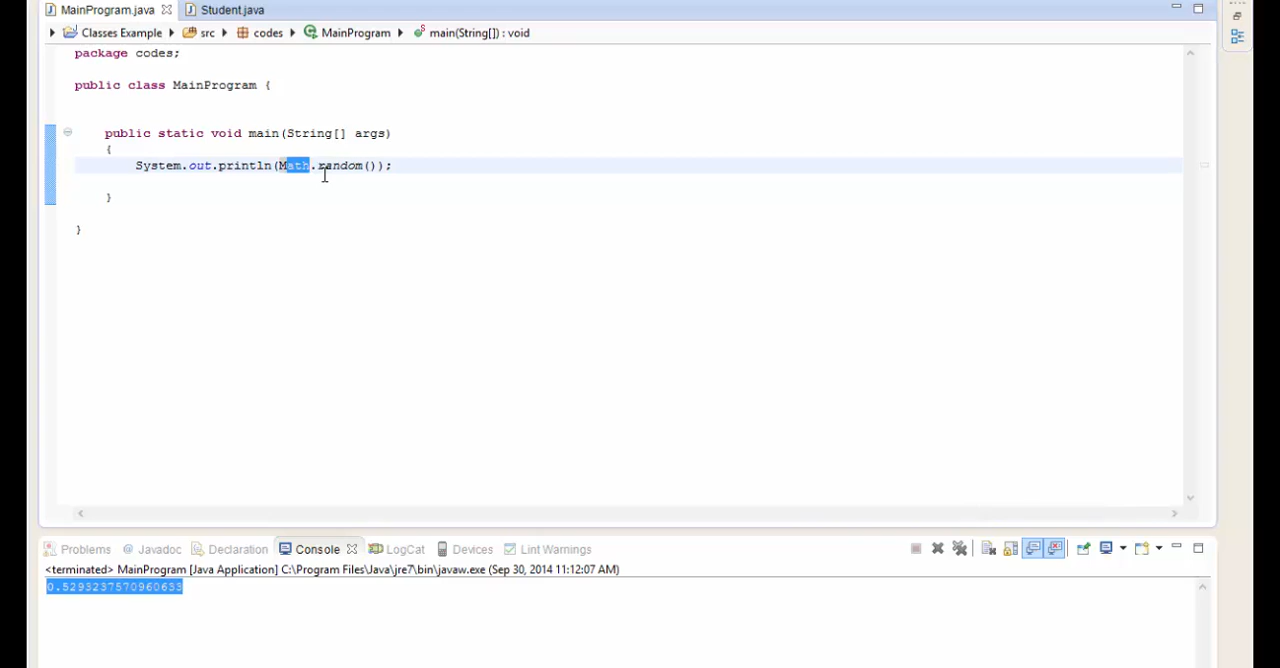 MainProgram.java Student.java
Classes Example src codes MainProgram main(String[]) : void
package codes;
public class MainProgram {
public static void main(String[] args)
{
System.out.println(Math.random());
}
}
Problems @ Javadoc Declaration Console LogCat Devices Lint Warnings
<terminated> MainProgram [Java Application] C:\Program Files\Java\jre7\bin\javaw.exe (Sep 30, 2014 11:12:07 AM)
0.5293237570960633